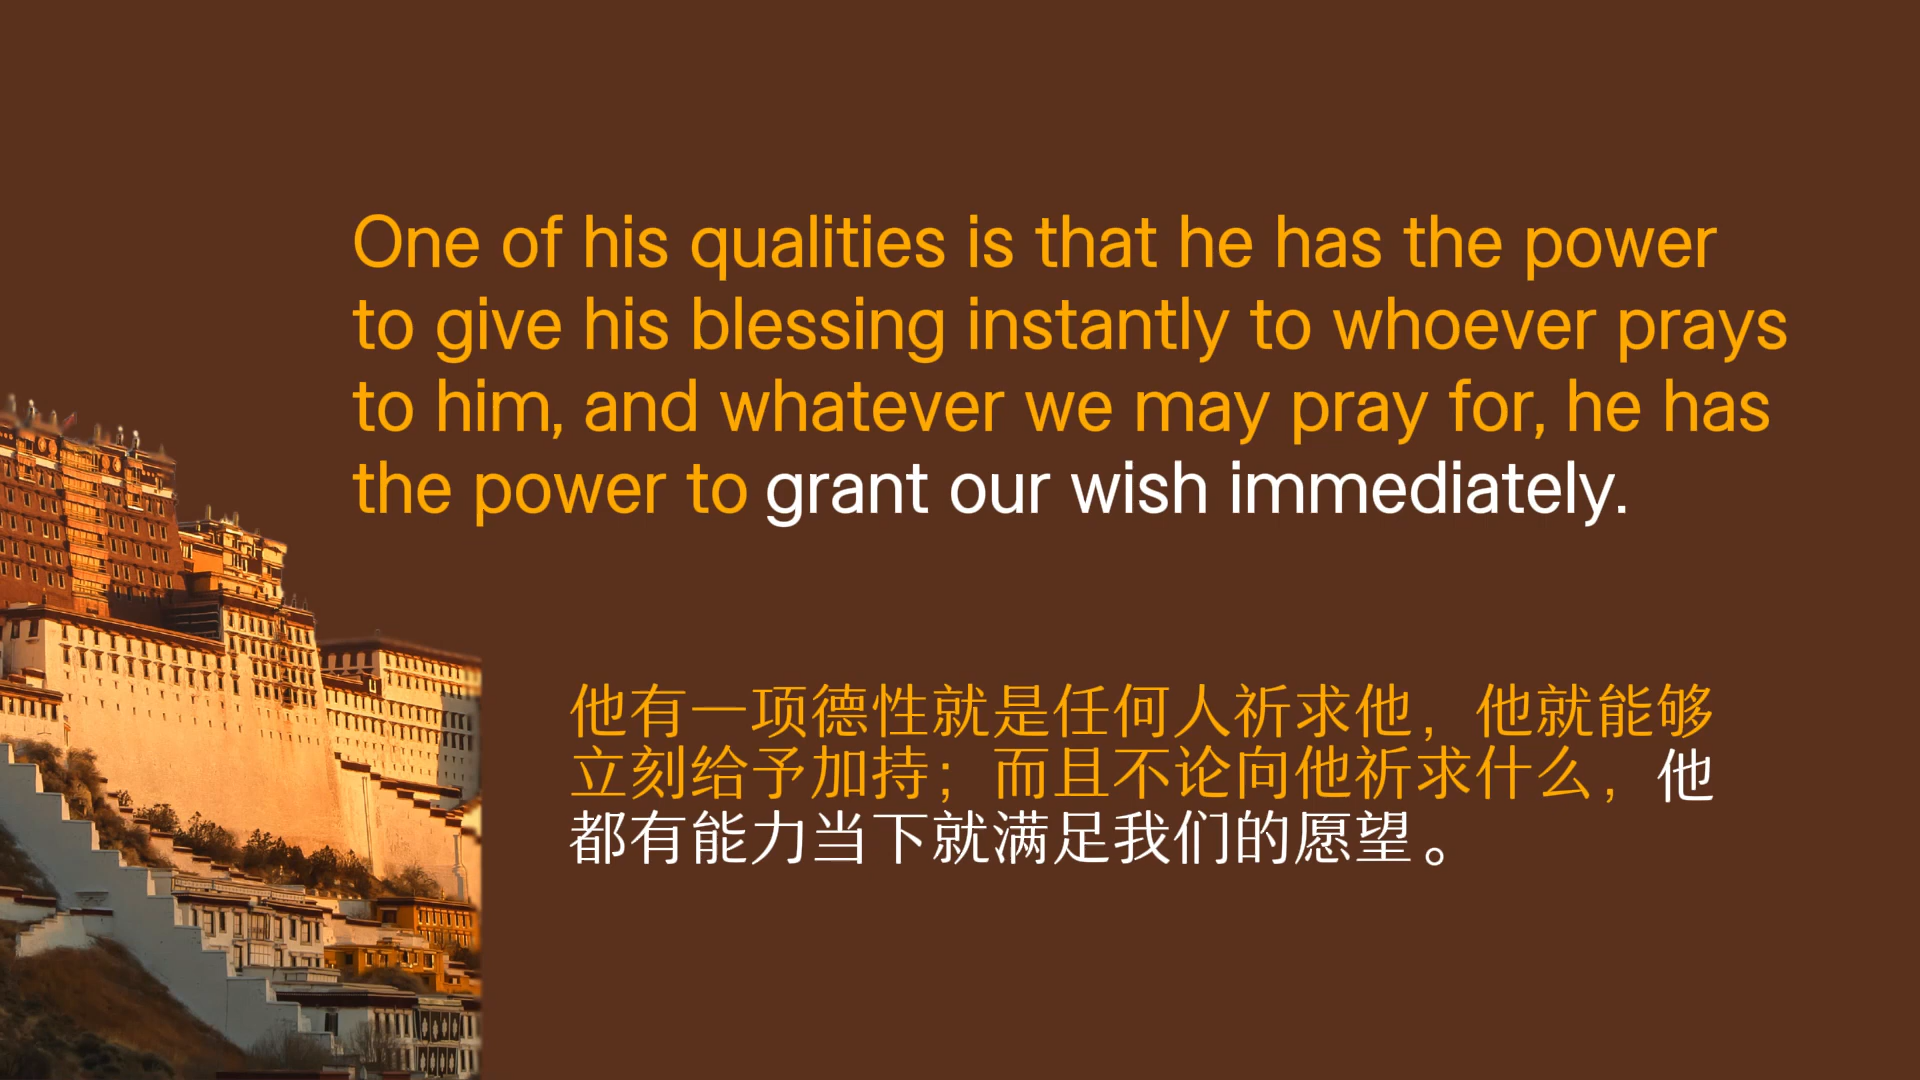 One of his qualities is that he has the power
to give his blessing instantly to whoever prays
to him, and whatever we may pray for, he has
the power to grant our wish immediately.
他有一项德性就是任何人祈求他，他就能够
立刻给予加持；而且不论向他祈求什么，他
都有能力当下就满足我们的愿望。